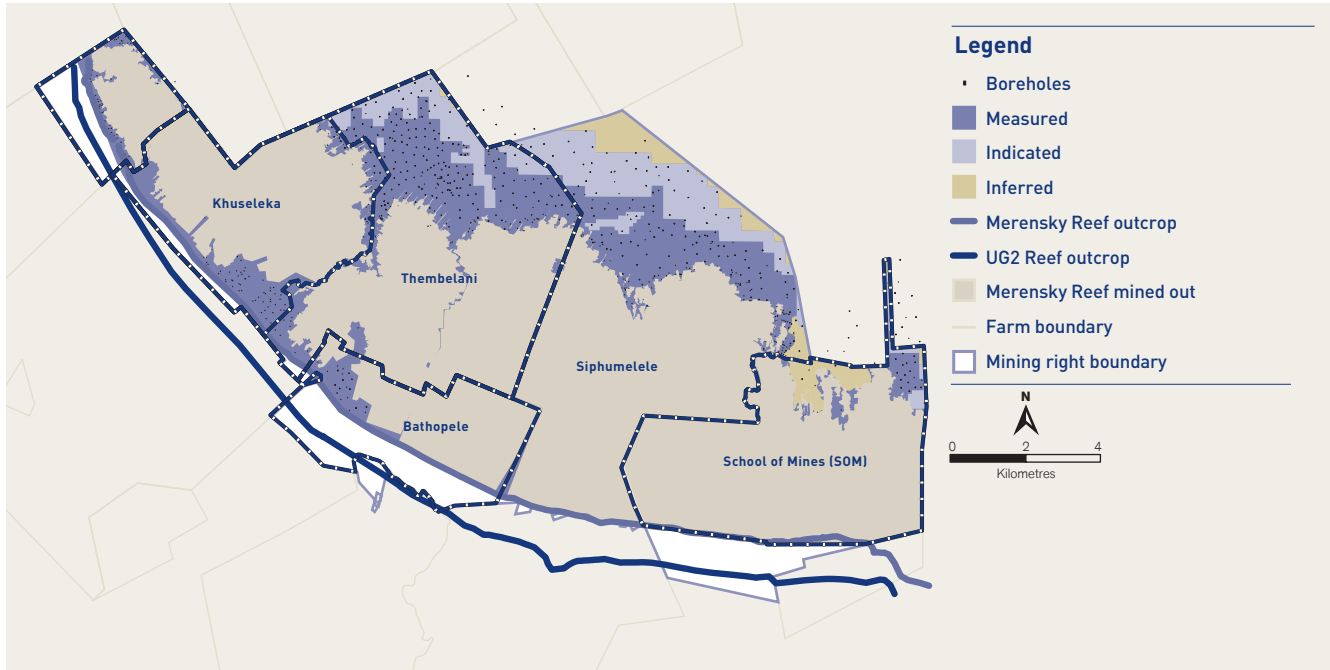 Khuseleka
Thembelani
Siphumelele
Bathopele
School of Mines (SOM)
Legend
Boreholes
Measured
Indicated
Inferred
Merensky Reef outcrop
UG2 Reef outcrop
Merensky Reef mined out
Farm boundary
Mining right boundary
N
0 2 4
Kilometres